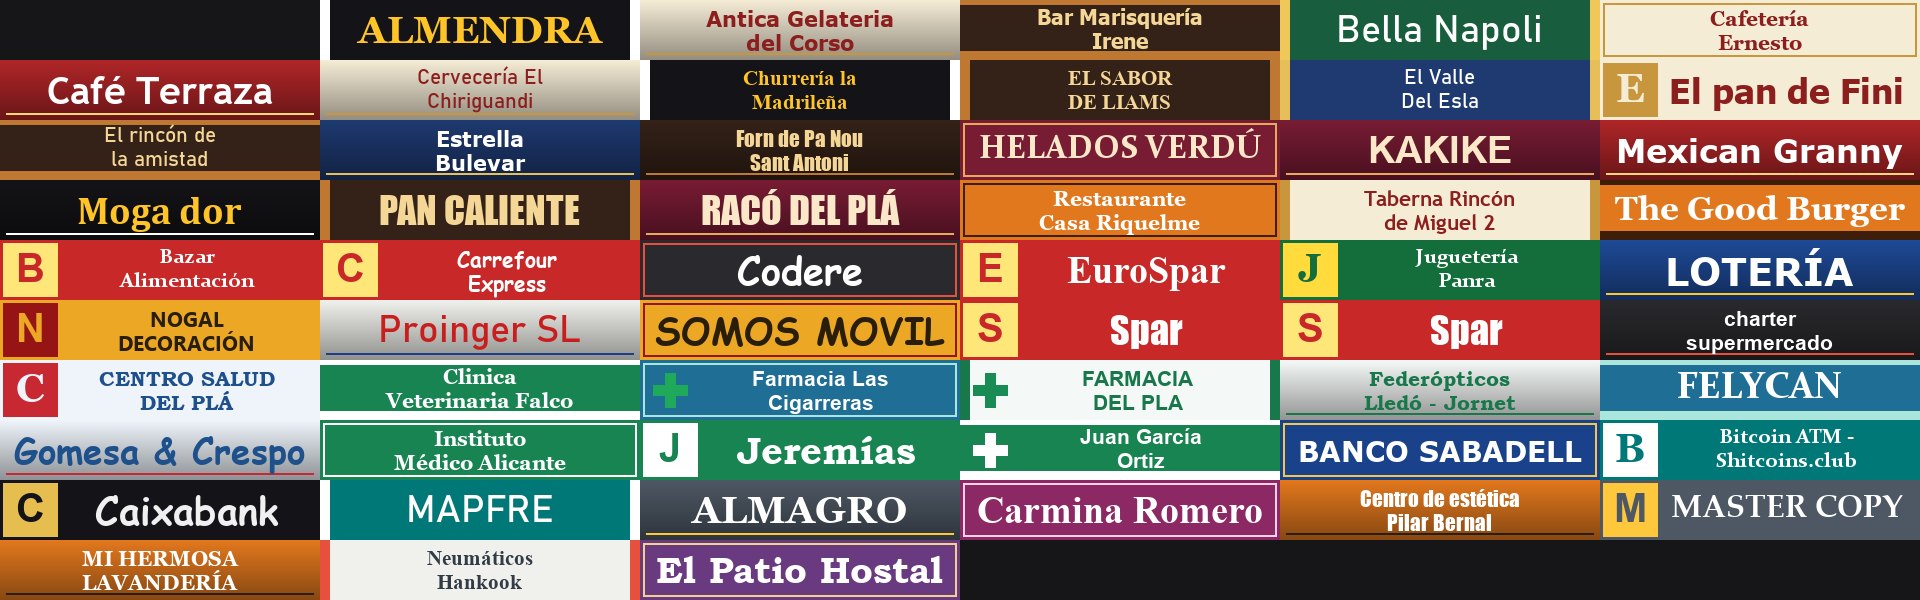 ALMENDRA
Antica Gelateria
del Corso
Bar Marisquería
Irene
Bella Napoli
Cafetería
Ernesto
Café Terraza
Cervecería El
Chiriguandi
Churrería la
Madrileña
EL SABOR
DE LIAMS
El Valle
Del Esla
E
El pan de Fini
El rincón de
la amistad
Estrella
Bulevar
Forn de Pa Nou
Sant Antoni
HELADOS VERDÚ
KAKIKE
Mexican Granny
Moga dor
PAN CALIENTE
RACÓ DEL PLÁ
Restaurante
Casa Riquelme
Taberna Rincón
de Miguel 2
The Good Burger
B
Bazar
Alimentación
C
Carrefour
Express
Codere
E
EuroSpar
J
Juguetería
Panra
LOTERÍA
N
NOGAL
DECORACIÓN
Proinger SL
SOMOS MOVIL
S
Spar
S
Spar
charter
supermercado
C
CENTRO SALUD
DEL PLÁ
Clinica
Veterinaria Falco
Farmacia Las
Cigarreras
FARMACIA
DEL PLA
Federópticos
Lledó - Jornet
FELYCAN
Gomesa & Crespo
Instituto
Médico Alicante
J
Jeremías
Juan García
Ortiz
BANCO SABADELL
B
Bitcoin ATM -
Shitcoins.club
C
Caixabank
MAPFRE
ALMAGRO
Carmina Romero
Centro de estética
Pilar Bernal
M
MASTER COPY
MI HERMOSA
LAVANDERÍA
Neumáticos
Hankook
El Patio Hostal